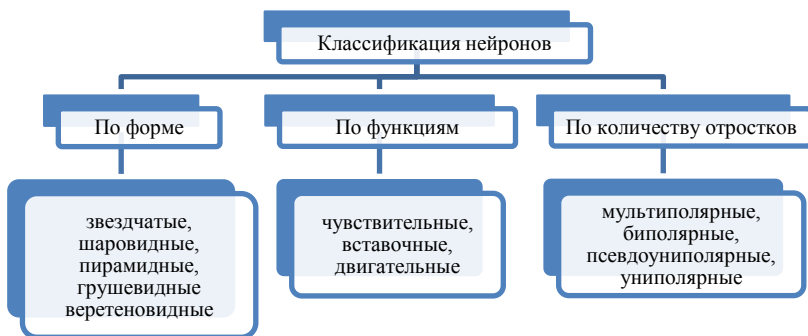 Классификация нейронов
По форме
По функциям
По количеству отростков
звездчатые,
шаровидные,
пирамидные,
грушевидные
веретеновидные
чувствительные,
вставочные,
двигательные
мультиполярные,
биполярные,
псевдоуниполярные,
униполярные